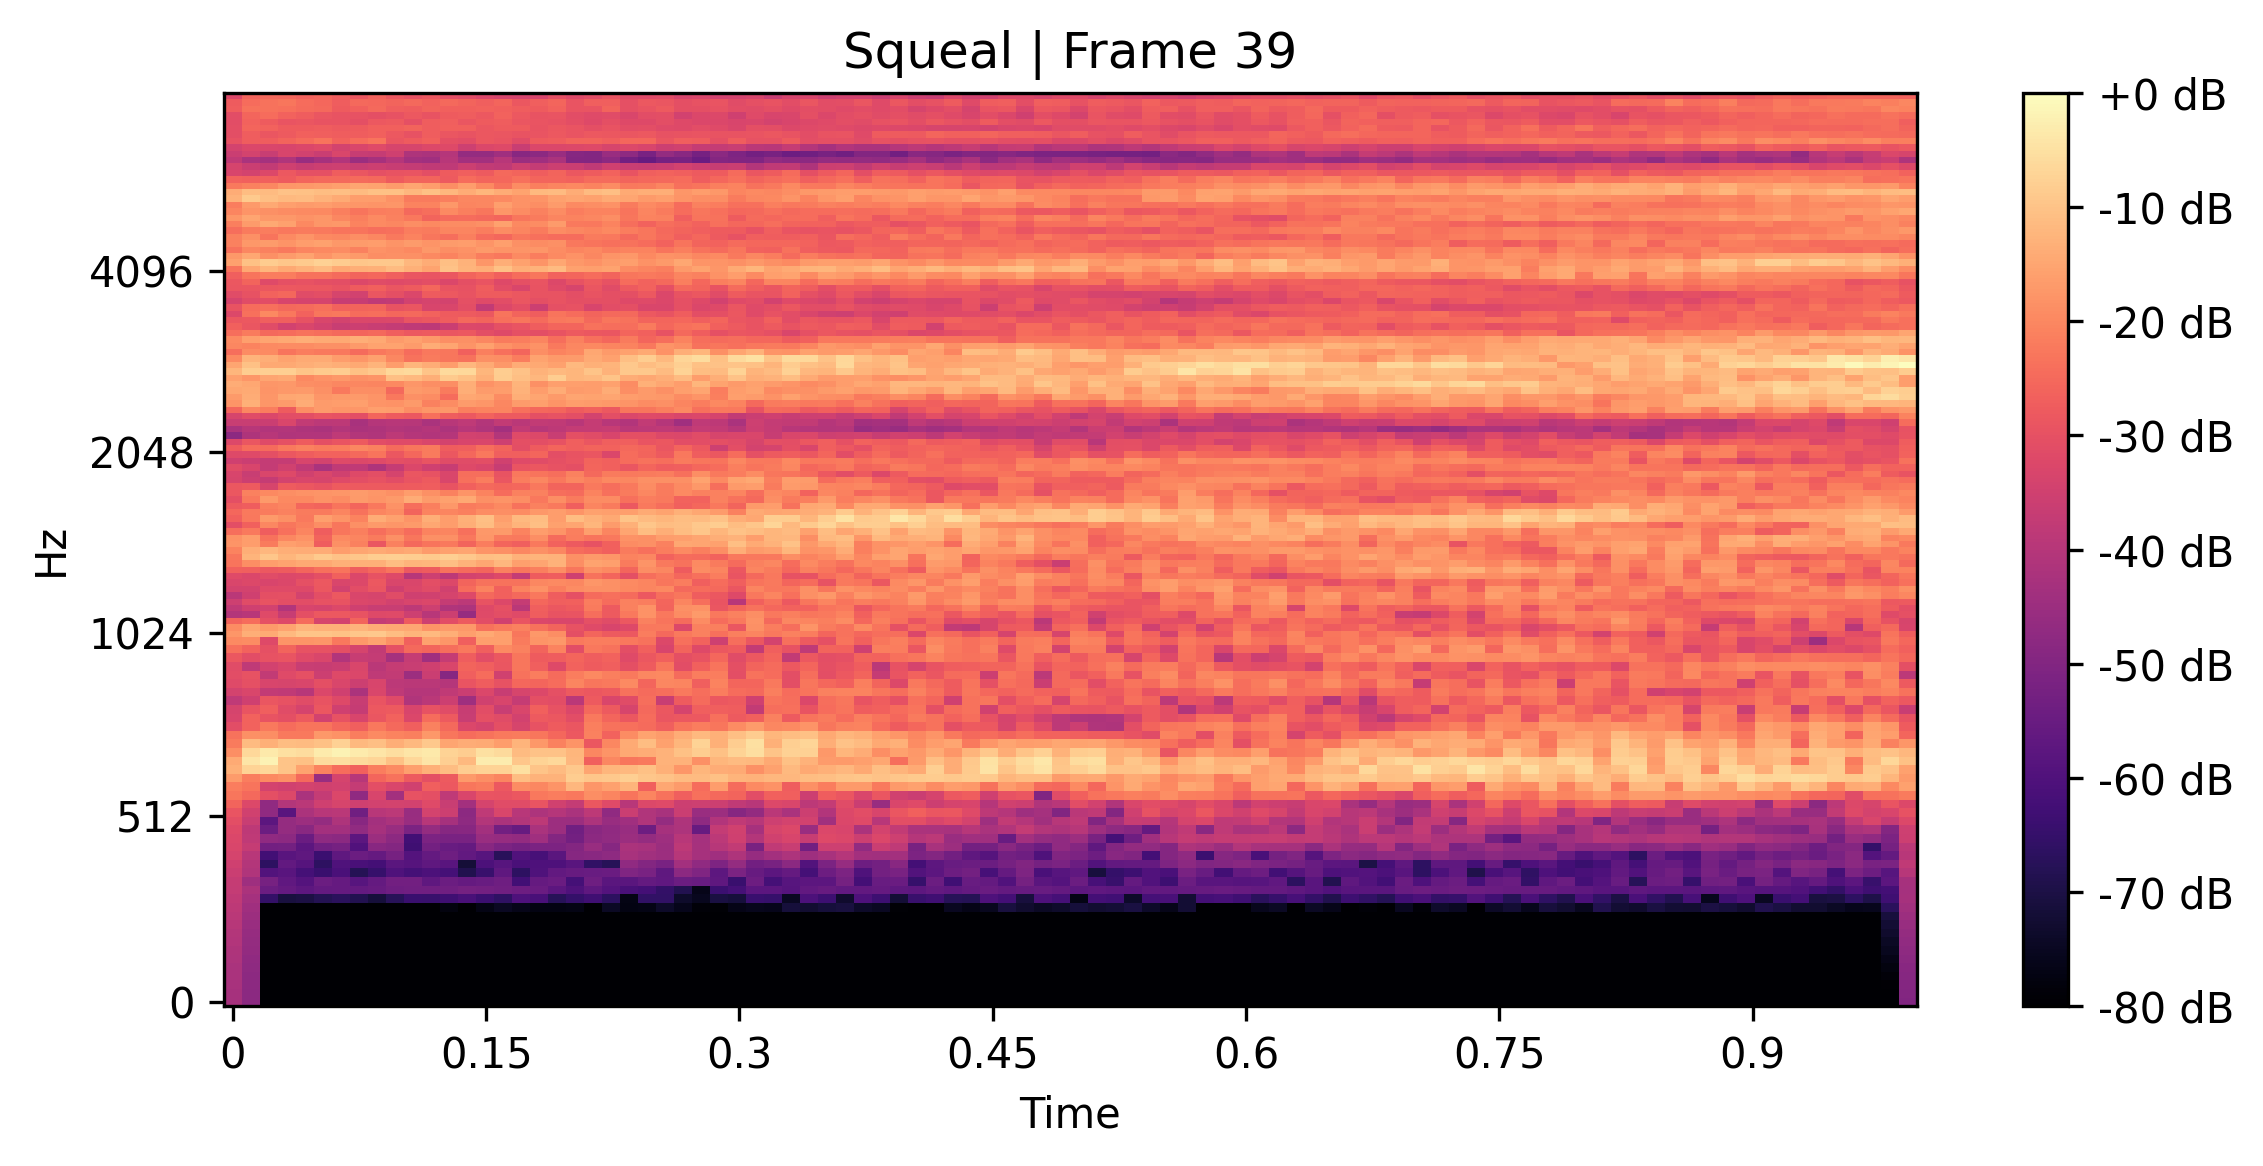 Squeal | Frame 39
+0 dB
-10 dB
-20 dB
-30 dB
-40 dB
-50 dB
-60 dB
-70 dB
-80 dB
Hz
4096
2048
1024
512
0
0 0.15 0.3 0.45 0.6 0.75 0.9
Time